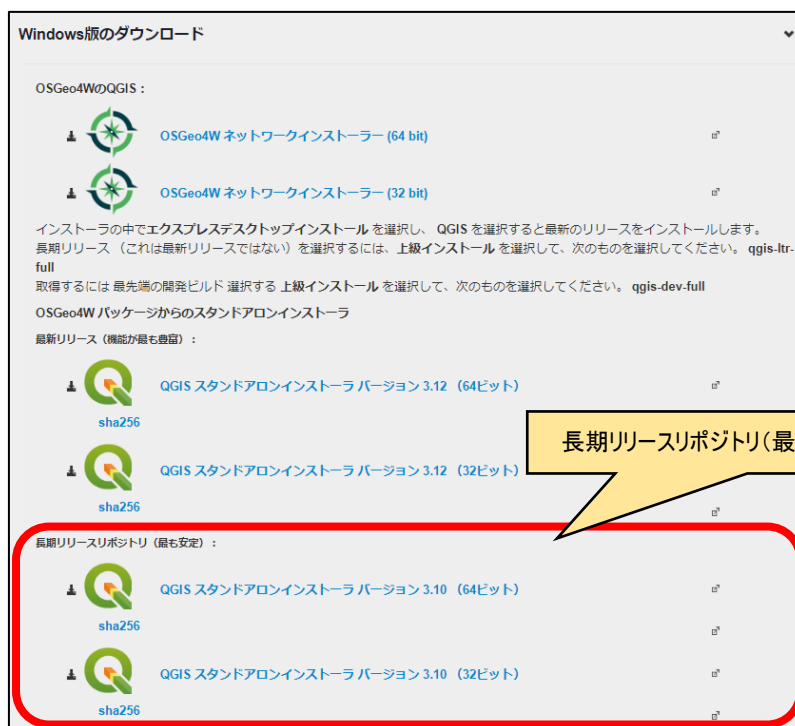 Windows版のダウンロード
OSGeo4WのQGIS：
OSGeo4W ネットワークインストーラー (64 bit)
OSGeo4W ネットワークインストーラー (32 bit)
インストーラの中でエクスプレスデスクトップインストール を選択し、 QGIS を選択すると最新のリリースをインストールします。
長期リリース （これは最新リリースではない）を選択するには、上級インストール を選択して、次のものを選択してください。 qgis-ltr-
full
取得するには 最先端の開発ビルド 選択する 上級インストール を選択して、次のものを選択してください。 qgis-dev-full
OSGeo4W パッケージからのスタンドアロンインストーラ
最新リリース（機能が最も豊富）：
QGIS スタンドアロンインストーラ バージョン 3.12 （64ビット）
sha256
長期リリースリポジトリ（最
QGIS スタンドアロンインストーラ バージョン 3.12 （32ビット）
sha256
長期リリースリポジトリ（最も安定）：
QGIS スタンドアロンインストーラ バージョン 3.10 （64ビット）
sha256
QGIS スタンドアロンインストーラ バージョン 3.10 （32ビット）
sha256